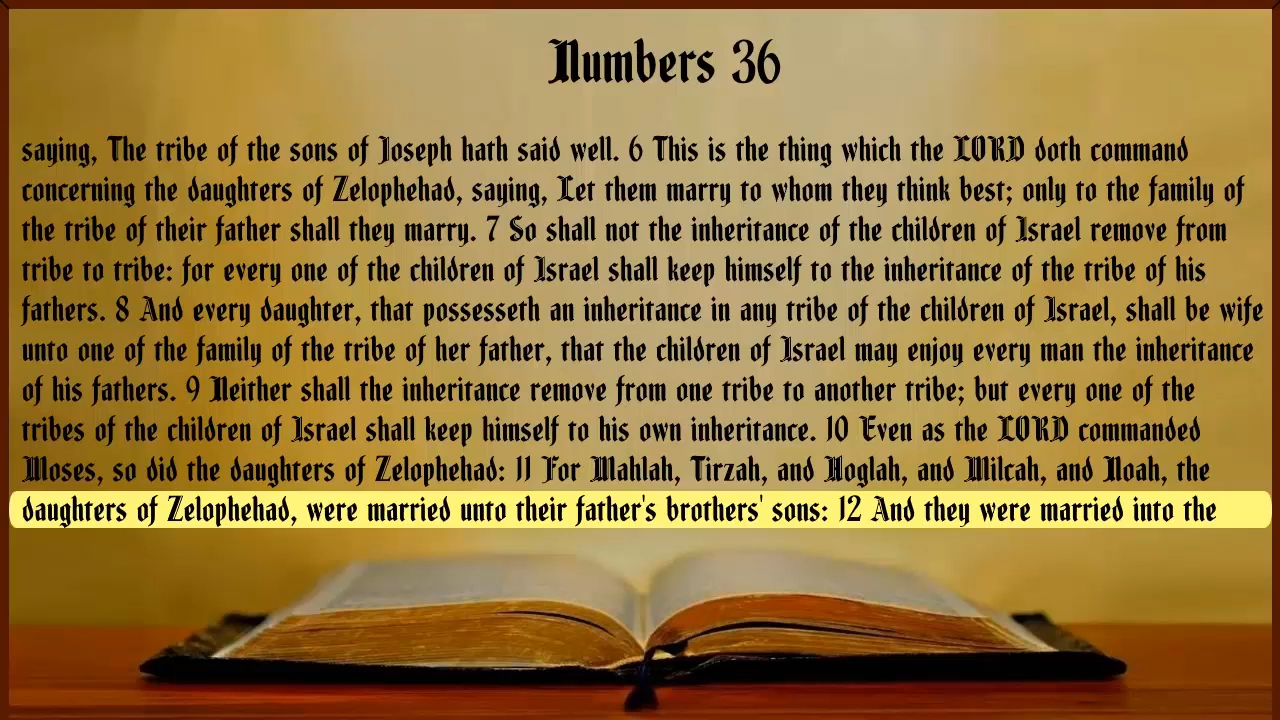 Numbers 36
saying, The tribe of the sons of Joseph hath said well. 6 This is the thing which the LORD doth command
concerning the daughters of Zelophehad, saying, Let them marry to whom they think best; only to the family of
the tribe of their father shall they marry. 7 So shall not the inheritance of the children of Israel remove from
tribe to tribe: for every one of the children of Israel shall keep himself to the inheritance of the tribe of his
fathers. 8 And every daughter, that possesseth an inheritance in any tribe of the children of Israel, shall be wife
unto one of the family of the tribe of her father, that the children of Israel may enjoy every man the inheritance
of his fathers. 9 Neither shall the inheritance remove from one tribe to another tribe; but every one of the
tribes of the children of Israel shall keep himself to his own inheritance. 10 Even as the LORD commanded
Moses, so did the daughters of Zelophehad: 11 For Mahlah, Tirzah, and Hoglah, and Milcah, and Noah, the
daughters of Zelophehad, were married unto their father's brothers' sons: 12 And they were married into the